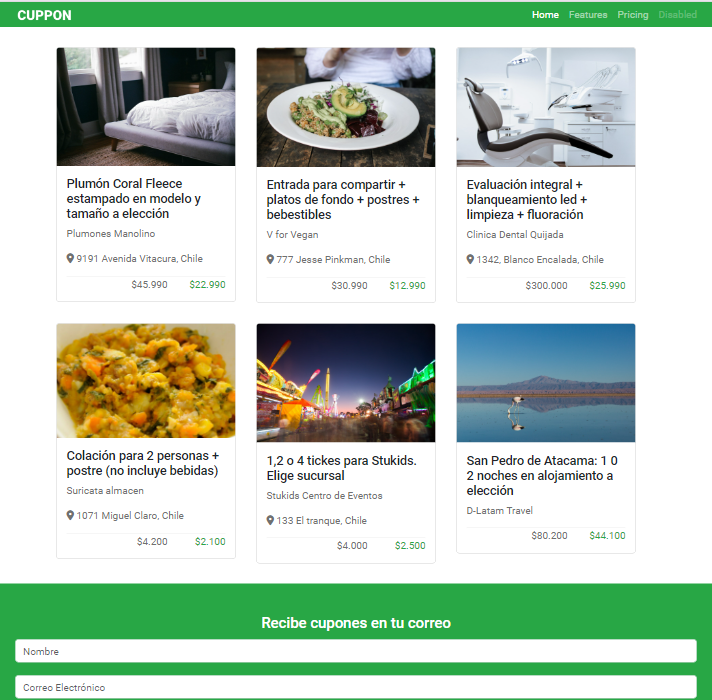 CUPPON
Home Features Pricing Disabled
Plumón Coral Fleece
estampado en modelo y
tamaño a elección
Plumones Manolino
9191 Avenida Vitacura, Chile
$45.990 $22.990
Entrada para compartir +
platos de fondo + postres +
bebestibles
V for Vegan
777 Jesse Pinkman, Chile
$30.990 $12.990
Evaluación integral +
blanqueamiento led +
limpieza + fluoración
Clinica Dental Quijada
1342, Blanco Encalada, Chile
$300.000 $25.990
Colación para 2 personas +
postre (no incluye bebidas)
Suricata almacen
1071 Miguel Claro, Chile
$4.200 $2.100
1,2 o 4 tickes para Stukids.
Elige sucursal
Stukids Centro de Eventos
133 El tranque, Chile
$4.000 $2.500
San Pedro de Atacama: 1 0
2 noches en alojamiento a
elección
D-Latam Travel
$80.200 $44.100
Recibe cupones en tu correo
Nombre
Correo Electrónico